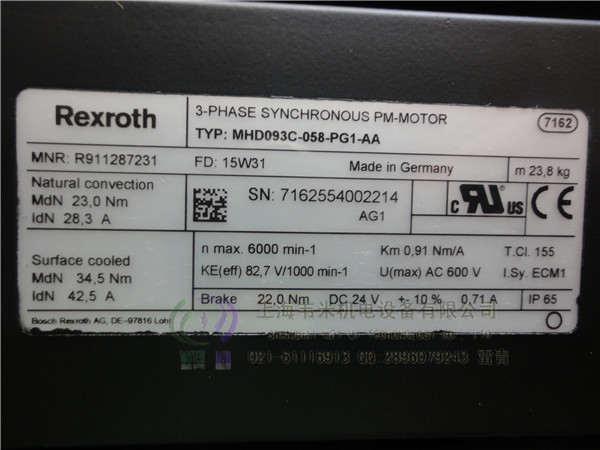 Rexroth
3-PHASE SYNCHRONOUS PM-MOTOR
7162
TYP: MHD093C-058-PG1-AA
MNR: R911287231 FD: 15W31 Made in Germany m 23,8 kg
Natural convection
MdN 23,0 Nm
IdN 28,3 A
SN: 7162554002214
AG1
c RU US CE
Surface cooled
MdN 34,5 Nm
IdN 42,5 A
n max. 6000 min-1 Km 0,91 Nm/A T.Cl. 155
KE(eff) 82,7 V/1000 min-1 U(max) AC 600 V I.Sy. ECM1
Brake 22,0 Nm DC 24 V +- 10 % 0,71 A IP 65
Bosch Rexroth AG, DE-97816 Lohr
上海韦米机电设备有限公司
021-61116913 QQ:2896079243 雷青